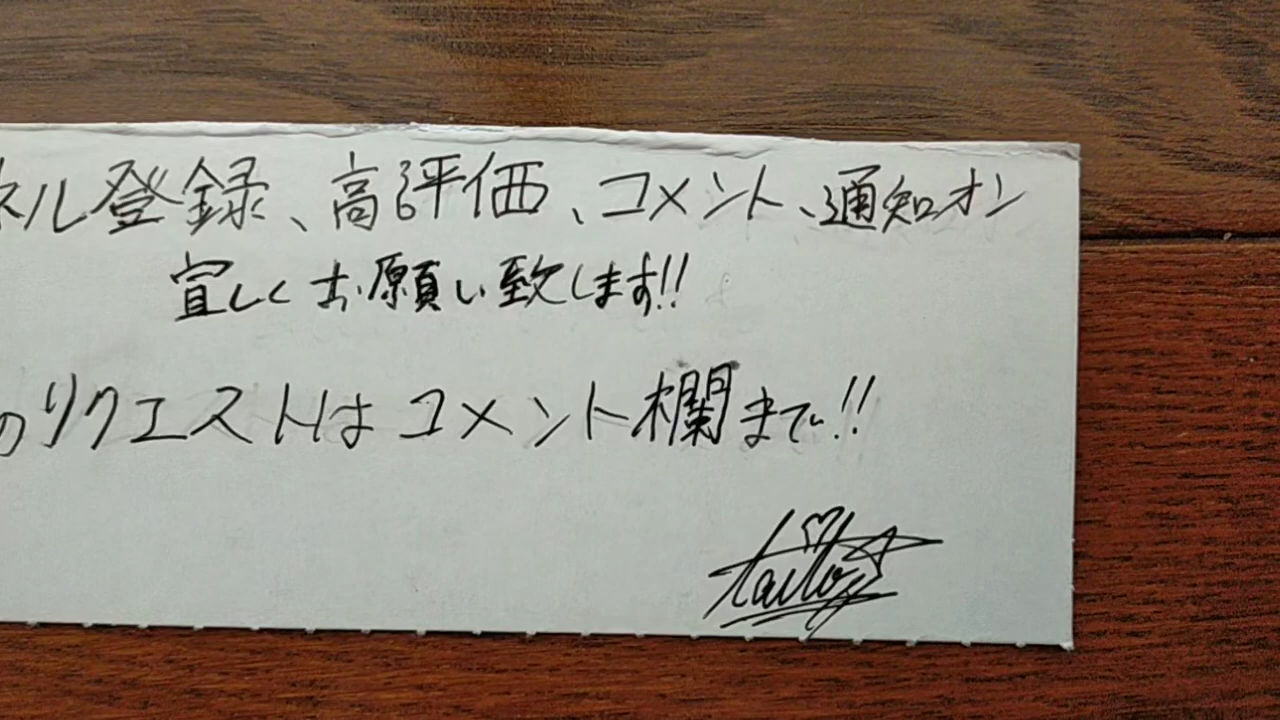 ネル登録、高評価、コメント、通知オン
宜しくお願い致します!!
のリクエストはコメント欄まで!!
taito